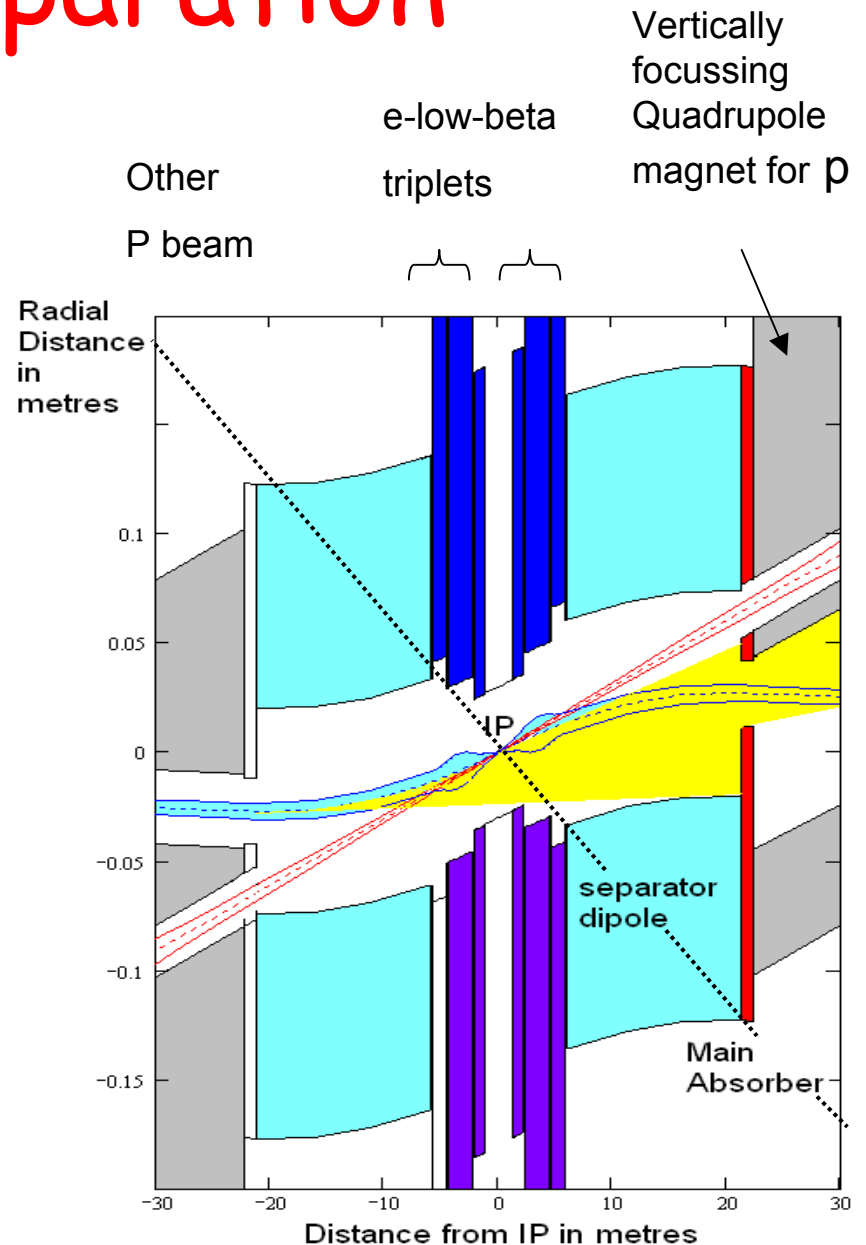 paration
Vertically
focussing
Quadrupole
magnet for p
e-low-beta
triplets
Other
P beam
Radial
Distance
in
metres
0.1
0.05
0
-0.05
-0.1
-0.15
IP
separator
dipole
Main
Absorber
-30 -20 -10 0 10 20 30
Distance from IP in metres